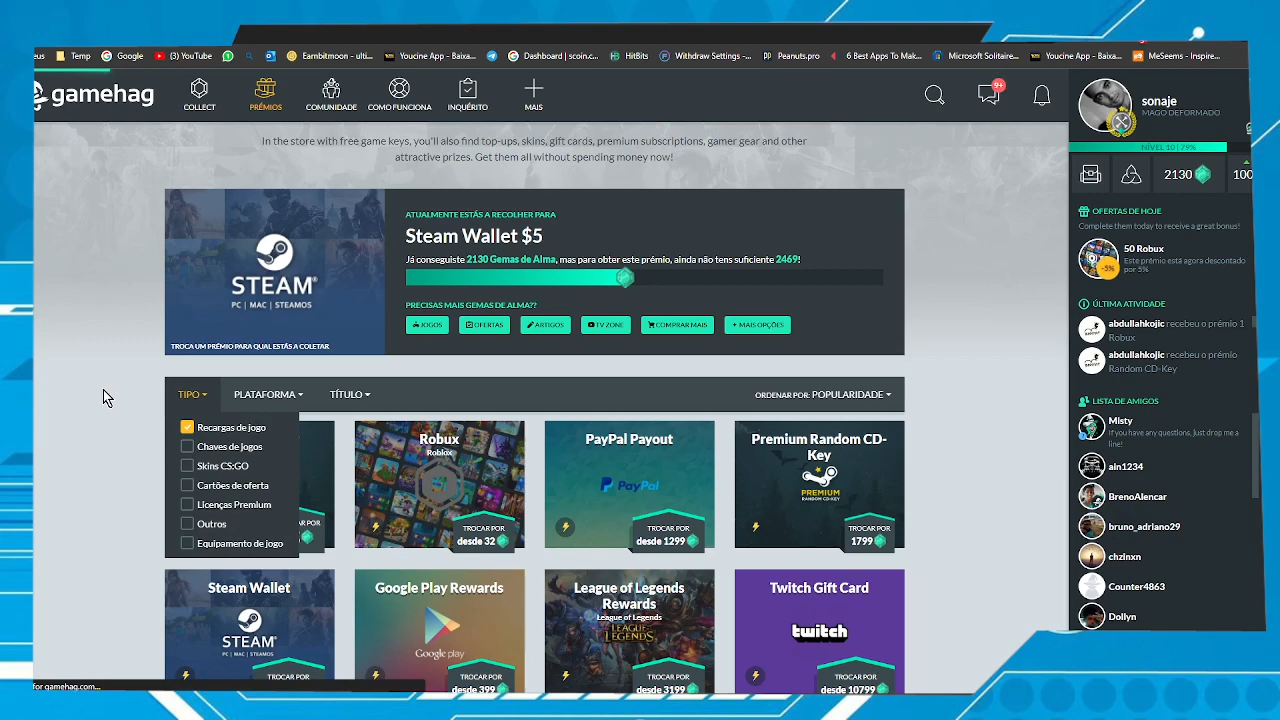 eus
Temp
Google
(3) YouTube
Earnbitmoon - ulti...
Youcine App - Baixa...
Dashboard | scoin.c...
HitBits
Withdraw Settings -...
Peanuts.pro
6 Best Apps To Mak...
Microsoft Solitaire...
Youcine App - Baixa...
MeSeems - Inspire...
gamehag
COLLECT
PRÉMIOS
COMUNIDADE
COMO FUNCIONA
INQUÉRITO
MAIS
9+
sonaje
MAGO DEFORMADO
NÍVEL 10 | 79%
2130
100
In the store with free game keys, you'll also find top-ups, skins, gift cards, premium subscriptions, gamer gear and other
attractive prizes. Get them all without spending money now!
STEAM®
PC | MAC | STEAMOS
TROCA UM PRÉMIO PARA QUAL ESTÁS A COLETAR
ATUALMENTE ESTÁS A RECOLHER PARA
Steam Wallet $5
Já conseguiste 2130 Gemas de Alma, mas para obter este prémio, ainda não tens suficiente 2469!
PRECISAS MAIS GEMAS DE ALMA??
JOGOS
OFERTAS
ARTIGOS
TV ZONE
COMPRAR MAIS
+ MAIS OPÇÕES
OFERTAS DE HOJE
Complete them today to receive a great bonus!
50 Robux
Este prémio está agora descontado
por 5%
-5%
ÚLTIMA ATIVIDADE
abdullahkojic recebeu o prémio 1
Robux
abdullahkojic recebeu o prémio
Random CD-Key
LISTA DE AMIGOS
Misty
If you have any questions, just drop me a
line!
ain1234
BrenoAlencar
bruno_adriano29
chzlnxn
Counter4863
Dollyn
TIPO
PLATAFORMA
TÍTULO
ORDENAR POR: POPULARIDADE
Recargas de jogo
Chaves de jogos
Skins CS:GO
Cartões de oferta
Licenças Premium
Outros
Equipamento de jogo
AR POR
Robux
Roblox
TROCAR POR
desde 32
PayPal Payout
PayPal
TROCAR POR
desde 1299
Premium Random CD-
Key
PREMIUM
RANDOM CD-KEY
TROCAR POR
1799
Steam Wallet
STEAM®
PC | MAC | STEAMOS
TROCAR POR
Google Play Rewards
Google play
TROCAR POR
desde 399
League of Legends
Rewards
League of Legends
LEAGUE
LEGENDS
TROCAR POR
desde 3199
Twitch Gift Card
twitch
TROCAR POR
desde 10799
for gamehag.com...